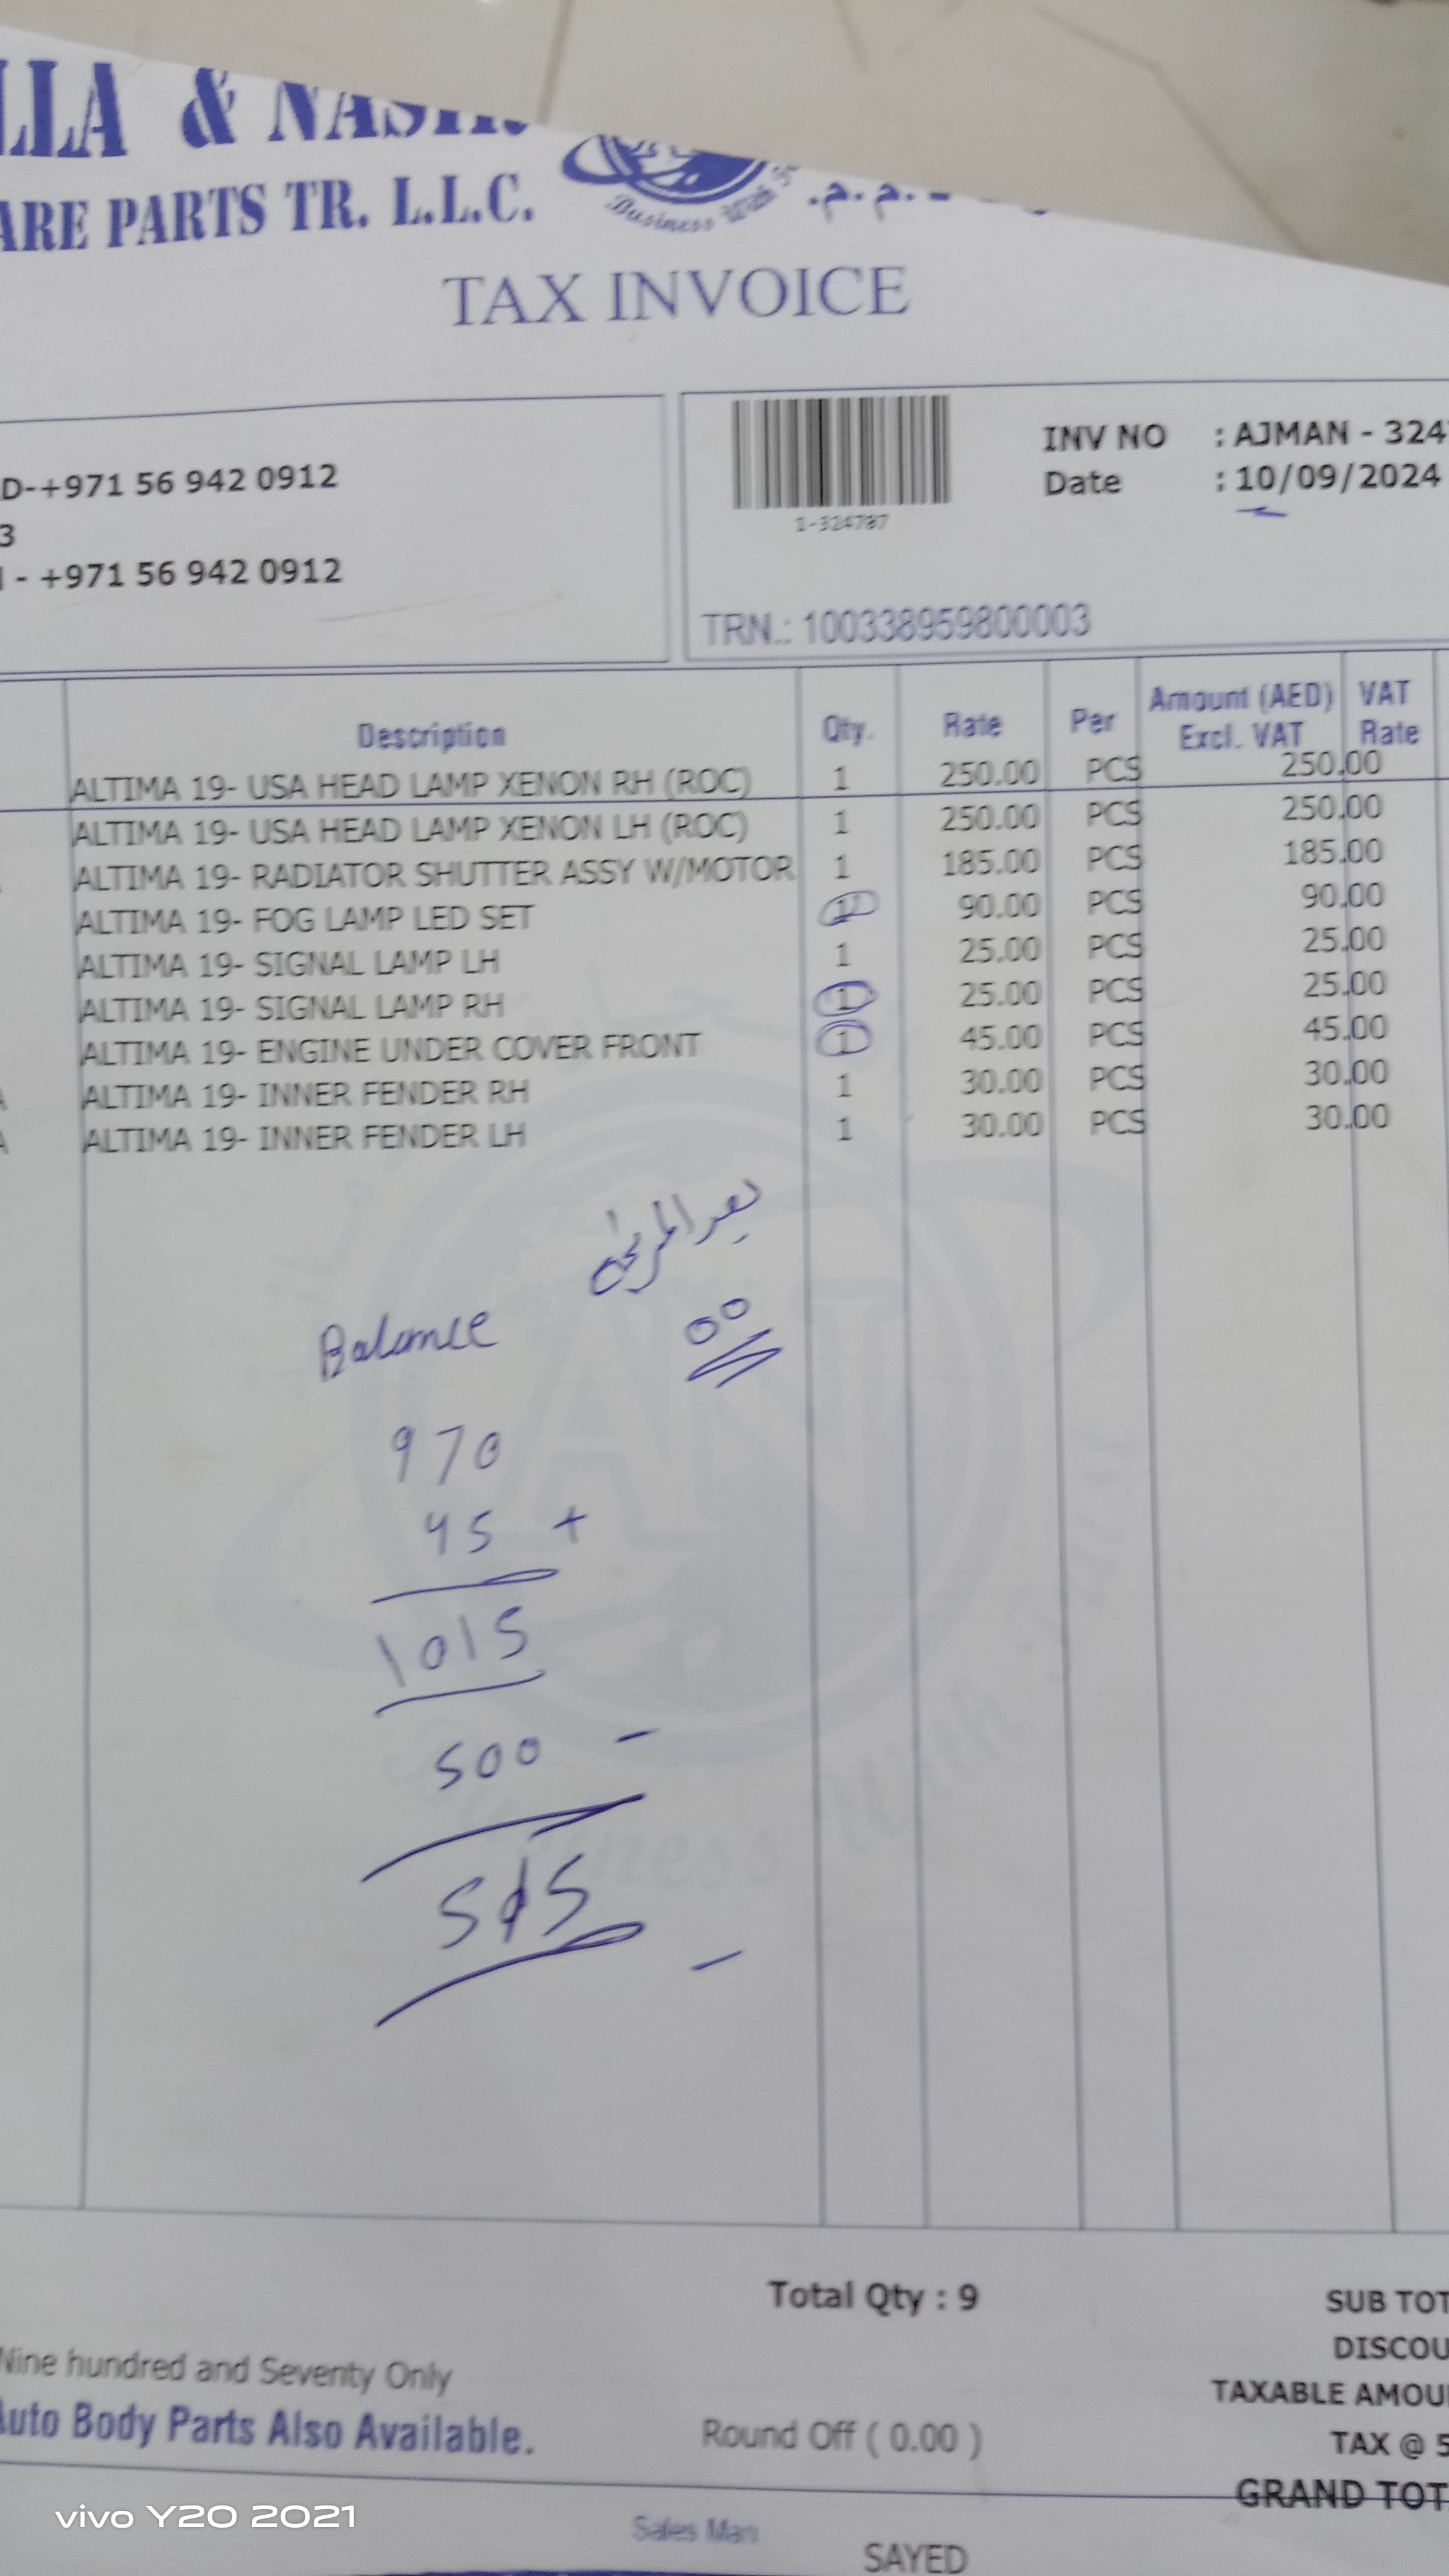 LLA & NASIR
ARE PARTS TR. L.L.C.
Business With
.م.م.
TAX INVOICE
D-+971 56 942 0912
3
- +971 56 942 0912
1-324787
INV NO : AJMAN - 324
Date : 10/09/2024
TRN.: 100338959800003
Description Qty. Rate Per Amount (AED) Excl. VAT VAT Rate
ALTIMA 19- USA HEAD LAMP XENON RH (ROC) 1 250.00 PCS 250.00
ALTIMA 19- USA HEAD LAMP XENON LH (ROC) 1 250.00 PCS 250.00
ALTIMA 19- RADIATOR SHUTTER ASSY W/MOTOR 1 185.00 PCS 185.00
ALTIMA 19- FOG LAMP LED SET 1 90.00 PCS 90.00
ALTIMA 19- SIGNAL LAMP LH 1 25.00 PCS 25.00
ALTIMA 19- SIGNAL LAMP RH 1 25.00 PCS 25.00
ALTIMA 19- ENGINE UNDER COVER FRONT 1 45.00 PCS 45.00
ALTIMA 19- INNER FENDER RH 1 30.00 PCS 30.00
ALTIMA 19- INNER FENDER LH 1 30.00 PCS 30.00
Balance
970
45 +
1015
500 -
515
Total Qty : 9
SUB TOT
DISCOU
Nine hundred and Seventy Only
TAXABLE AMOU
Auto Body Parts Also Available.
Round Off ( 0.00 )
TAX @ 5
GRAND TOT
Sales Man
SAYED
vivo Y20 2021